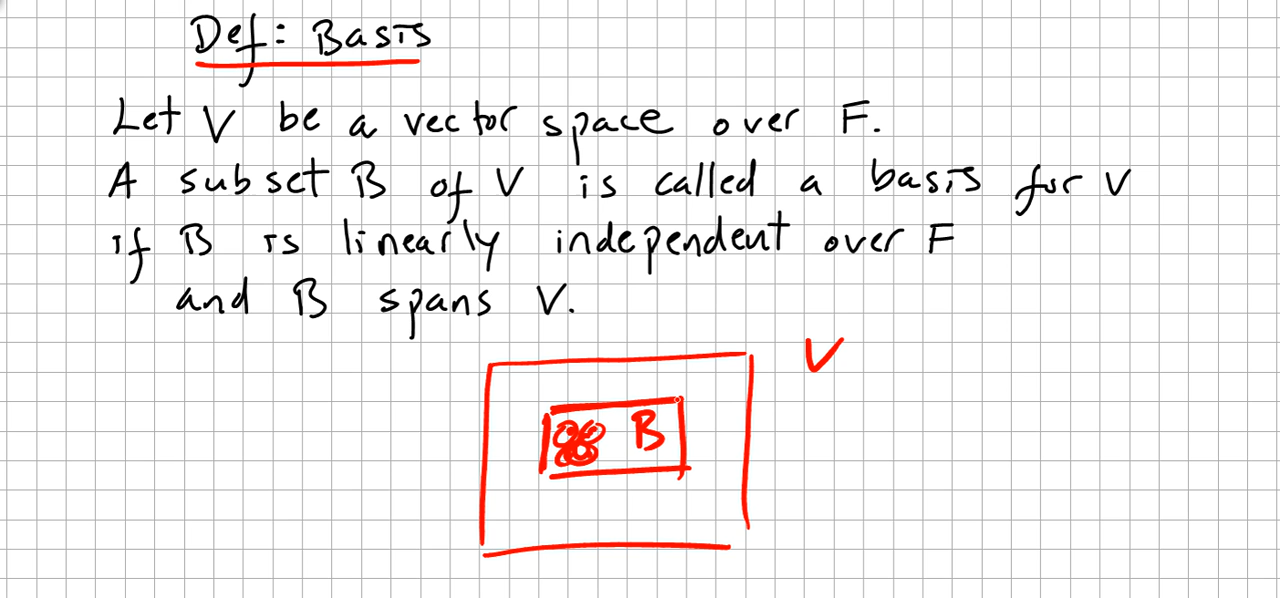 Def: Basis
Let V be a vector space over F.
A subset B of V is called a basis for V
if B is linearly independent over F
and B spans V.
V
B